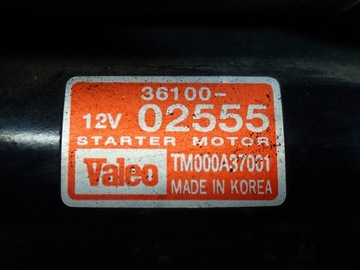 36100-
12V 02555
STARTER MOTOR
Valeo TM000A37001
MADE IN KOREA